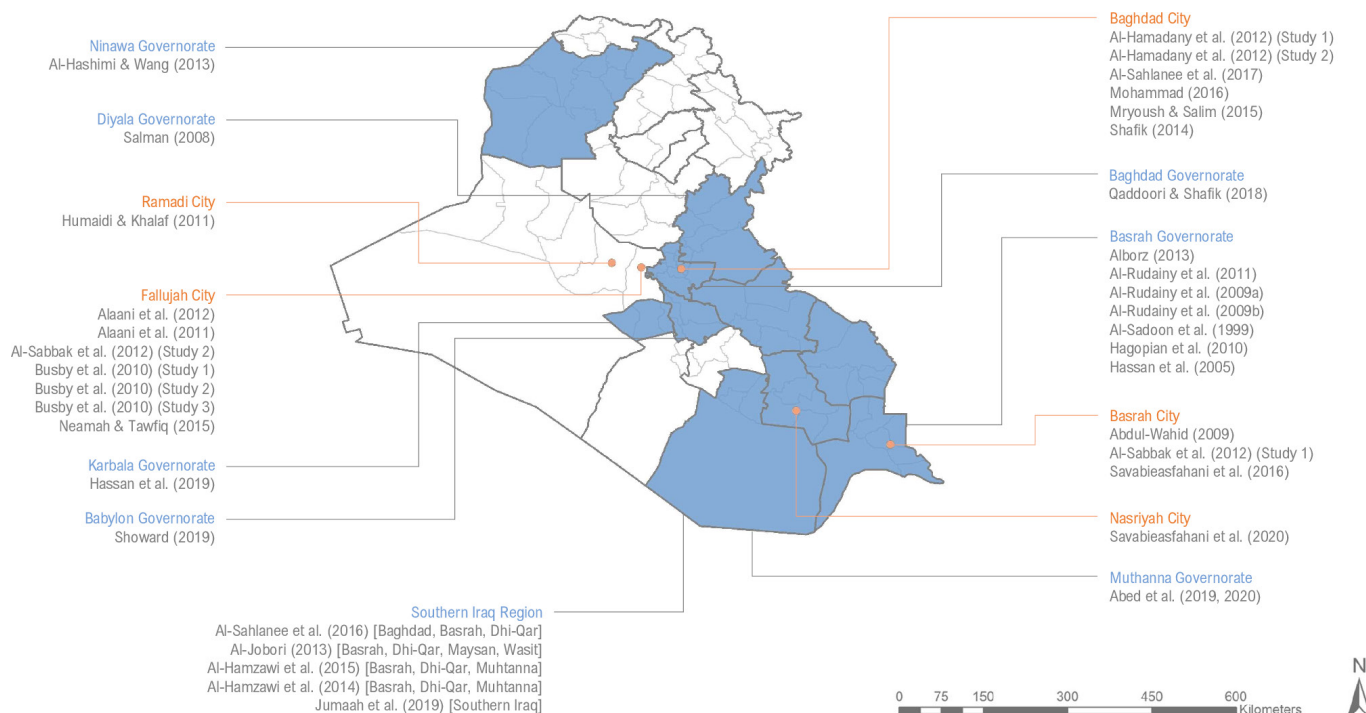 Ninawa Governorate
Al-Hashimi & Wang (2013)
Diyala Governorate
Salman (2008)
Ramadi City
Humaidi & Khalaf (2011)
Fallujah City
Alaani et al. (2012)
Alaani et al. (2011)
Al-Sabbak et al. (2012) (Study 2)
Busby et al. (2010) (Study 1)
Busby et al. (2010) (Study 2)
Busby et al. (2010) (Study 3)
Neamah & Tawfiq (2015)
Karbala Governorate
Hassan et al. (2019)
Babylon Governorate
Showard (2019)
Southern Iraq Region
Al-Sahlanee et al. (2016) [Baghdad, Basrah, Dhi-Qar]
Al-Jobori (2013) [Basrah, Dhi-Qar, Maysan, Wasit]
Al-Hamzawi et al. (2015) [Basrah, Dhi-Qar, Muhtanna]
Al-Hamzawi et al. (2014) [Basrah, Dhi-Qar, Muhtanna]
Jumaah et al. (2019) [Southern Iraq]
Baghdad City
Al-Hamadany et al. (2012) (Study 1)
Al-Hamadany et al. (2012) (Study 2)
Al-Sahlanee et al. (2017)
Mohammad (2016)
Mryoush & Salim (2015)
Shafik (2014)
Baghdad Governorate
Qaddoori & Shafik (2018)
Basrah Governorate
Alborz (2013)
Al-Rudainy et al. (2011)
Al-Rudainy et al. (2009a)
Al-Rudainy et al. (2009b)
Al-Sadoon et al. (1999)
Hagopian et al. (2010)
Hassan et al. (2005)
Basrah City
Abdul-Wahid (2009)
Al-Sabbak et al. (2012) (Study 1)
Savabieasfahani et al. (2016)
Nasriyah City
Savabieasfahani et al. (2020)
Muthanna Governorate
Abed et al. (2019, 2020)
N
0 75 150 300 450 600
Kilometers